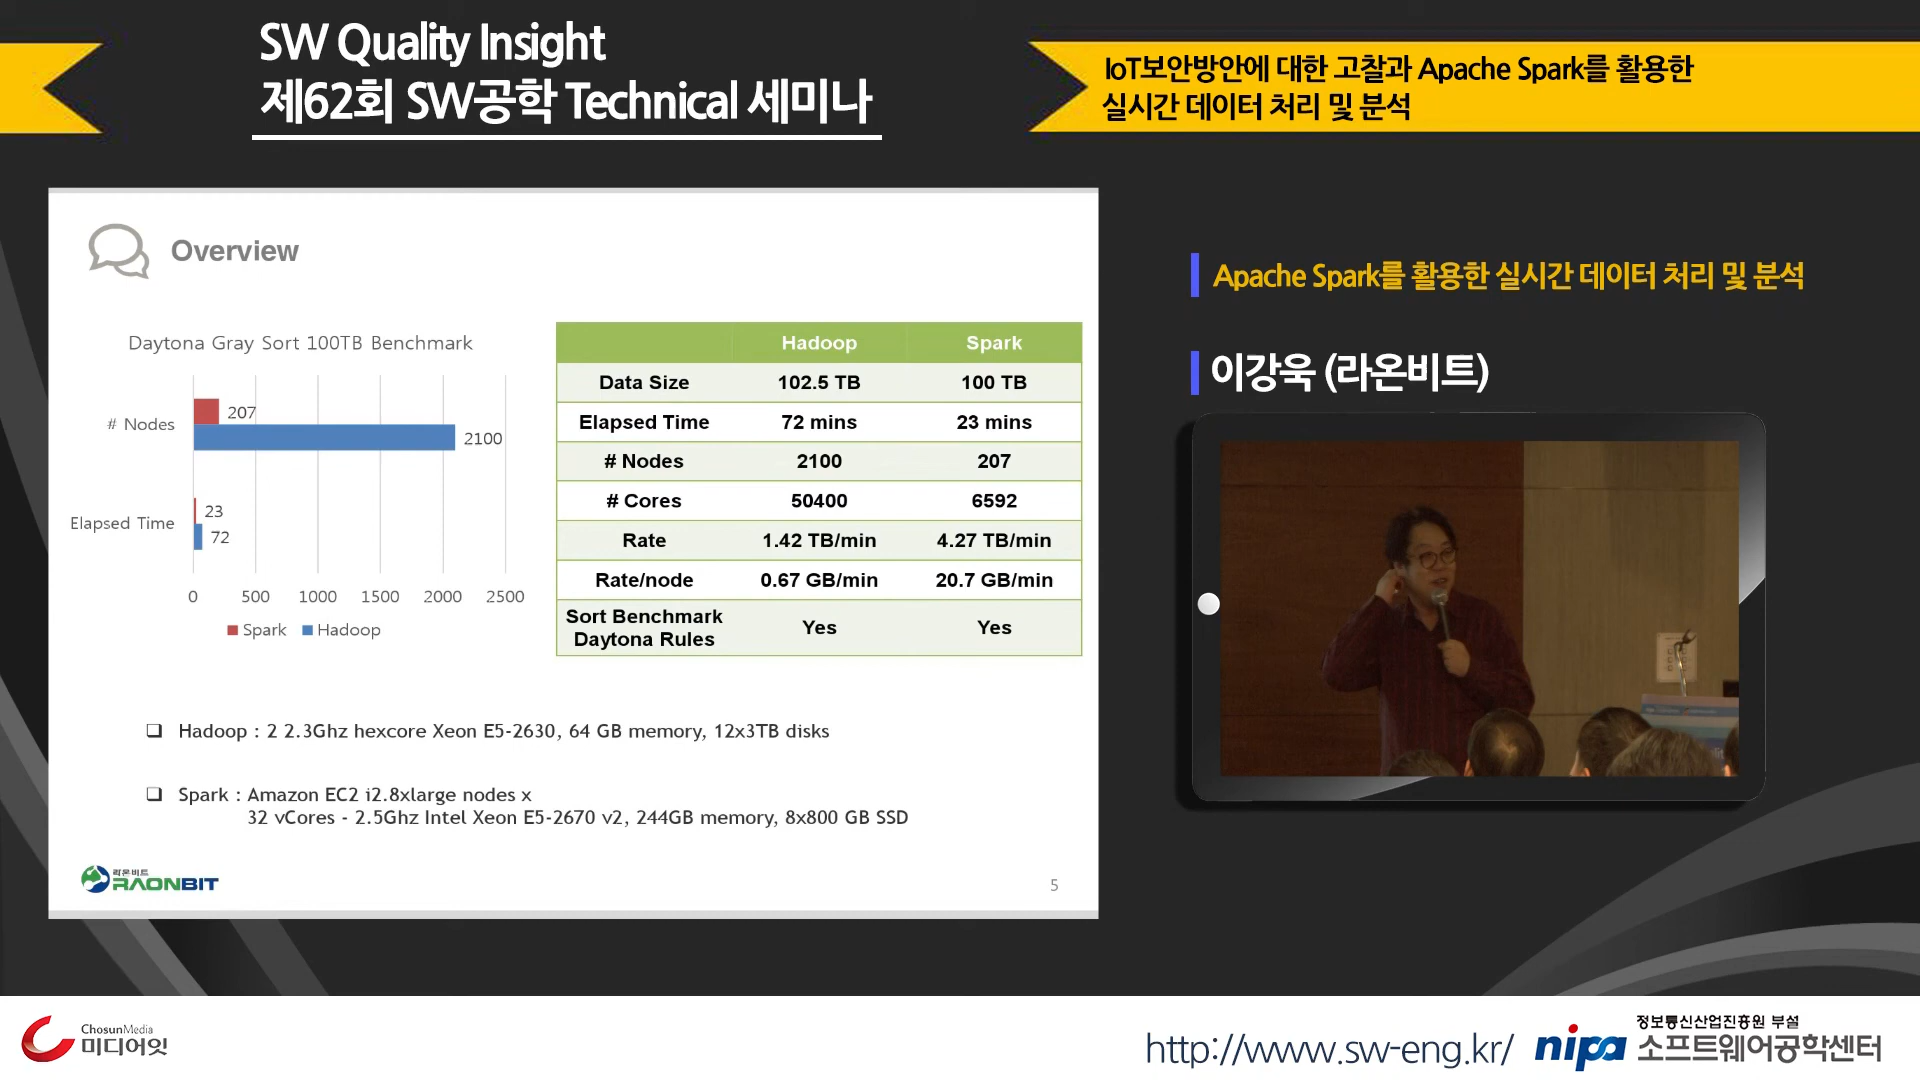 SW Quality Insight
제62회 SW공학 Technical 세미나
IoT보안방안에 대한 고찰과 Apache Spark를 활용한
실시간 데이터 처리 및 분석
Overview
Daytona Gray Sort 100TB Benchmark
# Nodes
207
2100
Elapsed Time
23
72
0 500 1000 1500 2000 2500
Spark Hadoop
Hadoop Spark
Data Size 102.5 TB 100 TB
Elapsed Time 72 mins 23 mins
# Nodes 2100 207
# Cores 50400 6592
Rate 1.42 TB/min 4.27 TB/min
Rate/node 0.67 GB/min 20.7 GB/min
Sort Benchmark
Daytona Rules Yes Yes
❑ Hadoop : 2 2.3Ghz hexcore Xeon E5-2630, 64 GB memory, 12x3TB disks
❑ Spark : Amazon EC2 i2.8xlarge nodes x
32 vCores - 2.5Ghz Intel Xeon E5-2670 v2, 244GB memory, 8x800 GB SSD
라온비트
RAONBIT
5
Apache Spark를 활용한 실시간 데이터 처리 및 분석
이강욱 (라온비트)
ChosunMedia
미디어잇
http://www.sw-eng.kr/
nipa
정보통신산업진흥원 부설
소프트웨어공학센터